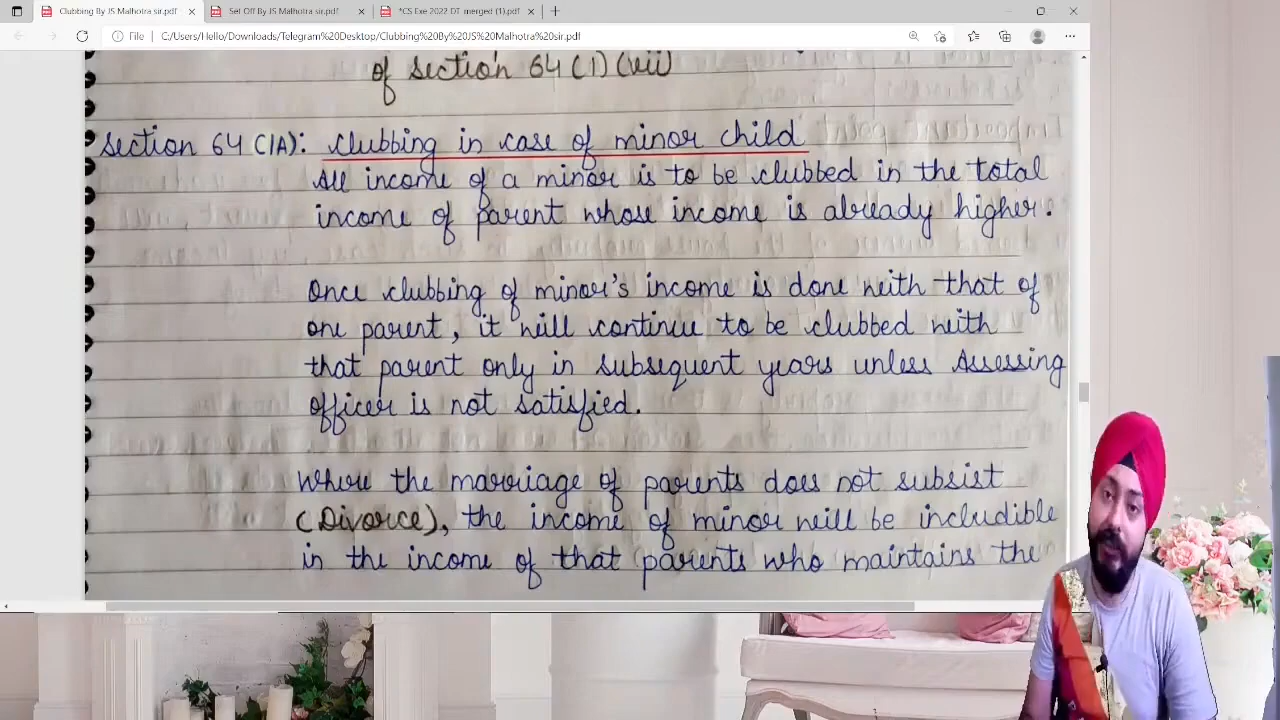 Clubbing By JS Malhotra sir.pdf
Set Off By JS Malhotra sir.pdf
*CS Exe 2022 DT merged (1).pdf
File
C:/Users/Hello/Downloads/Telegram%20Desktop/Clubbing%20By%20JS%20Malhotra%20sir.pdf
of section 64 (1) (vii)
Section 64 (1A): Clubbing in case of minor child
All income of a minor is to be clubbed in the total
income of parent whose income is already higher.
Once clubbing of minor's income is done with that of
one parent, it will continue to be clubbed with
that parent only in subsequent years unless Assessing
officer is not satisfied.
Where the marriage of parents does not subsist
(Divorce), the income of minor will be includible
in the income of that parents who maintains the